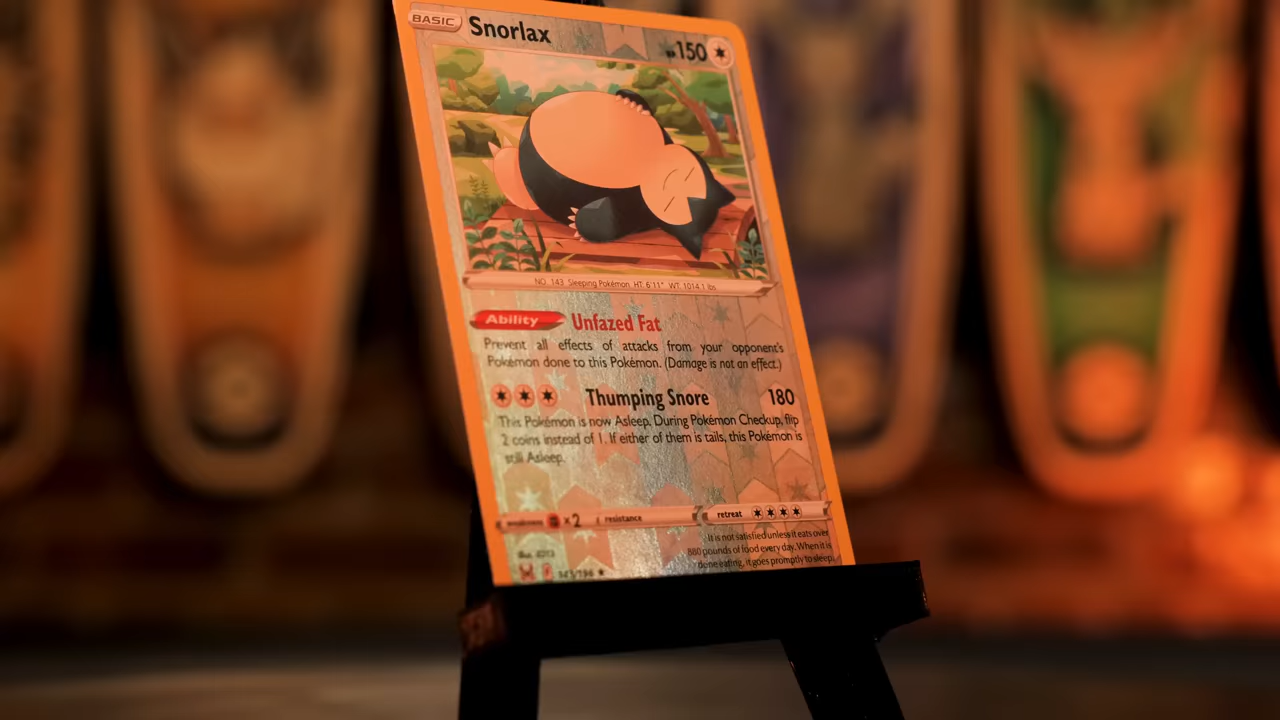 BASIC Snorlax HP150
NO. 143 Sleeping Pokémon. HT. 6'11" WT. 1014.1 lbs.
Ability Unfazed Fat
Prevent all effects of attacks from your opponent's
Pokémon done to this Pokémon. (Damage is not an effect.)
Thumping Snore 180
This Pokémon is now Asleep. During Pokémon Checkup, flip
2 coins instead of 1. If either of them is tails, this Pokémon is
still Asleep.
weakness ×2 resistance retreat
It is not satisfied unless it eats over
880 pounds of food every day. When it is
done eating, it goes promptly to sleep.
143/196